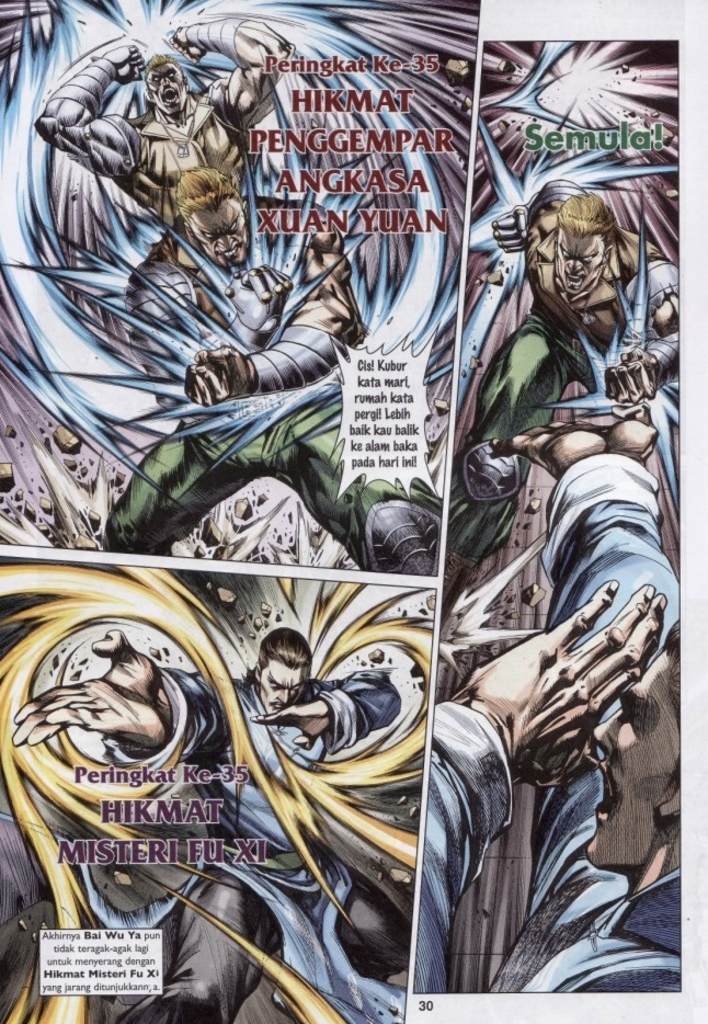 Peringkat Ke-35
HIKMAT
PENGGEMPAR
ANGKASA
XUAN YUAN
Cis! Kubur
kata mari,
rumah kata
pergi! Lebih
baik kau balik
ke alam baka
pada hari ini!
Semula!
Peringkat Ke-35
HIKMAT
MISTERI FU XI
Akhirnya Bai Wu Ya pun
tidak teragak-agak lagi
untuk menyerang dengan
Hikmat Misteri Fu Xi
yang jarang ditunjukkannya.
30